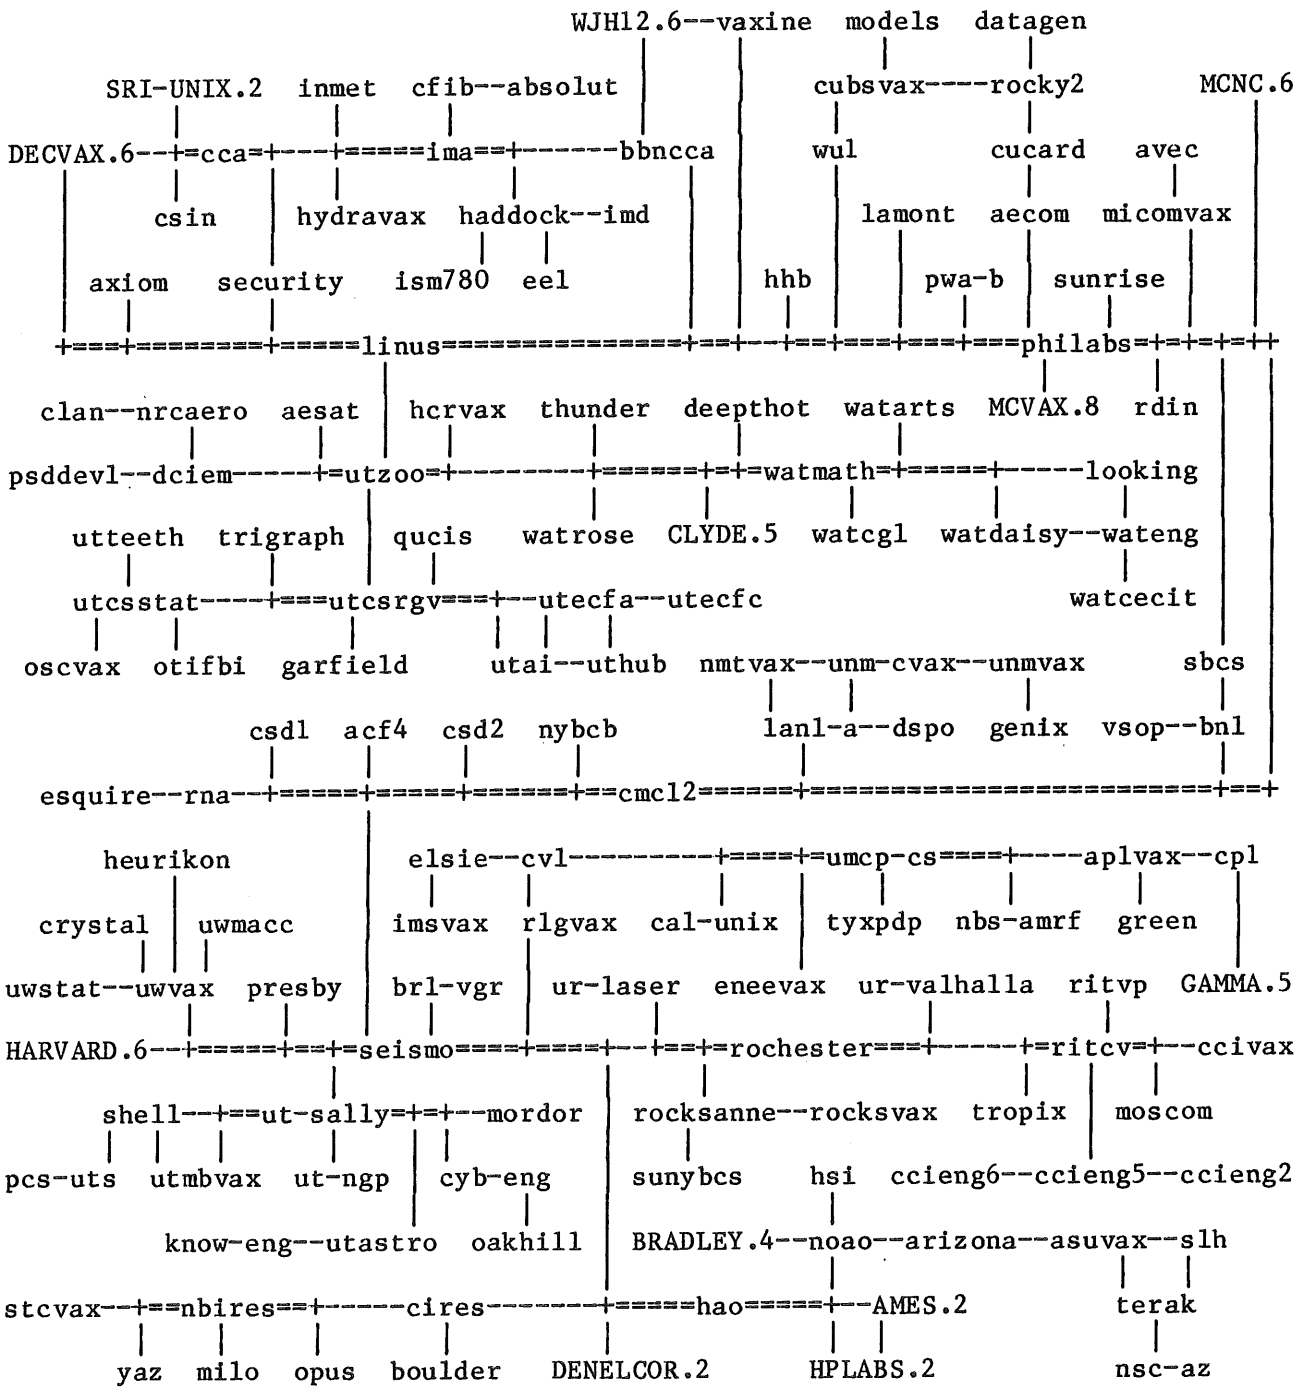 WJH12.6--vaxine models datagen
SRI-UNIX.2 inmet cfib--absolut cubsvax----rocky2 MCNC.6
DECVAX.6--+=cca=+---+=====ima==+------bbncca wul cucard avec
csin hydravax haddock--imd lamont aecom micomvax
axiom security ism780 eel hhb pwa-b sunrise
+===+========+=====linus===============+==+--+==+===+===+===philabs=+=+=+=++
clan--nrcaero aesat hcrvax thunder deepthot watarts MCVAX.8 rdin
psddevl--dciem-----+=utzoo=+--------+======+=+=watmath=+=====+-----looking
utteeth trigraph qucis watrose CLYDE.5 watcgl watdaisy--wateng
utcsstat----+===utcsrgv===+--utecfa--utecfc watcecit
oscvax otifbi garfield utai--uthub nmtvax--unm-cvax--unmvax sbcs
csd1 acf4 csd2 nybcb lanl-a--dspo genix vsop--bnl
esquire--rna--+=====+=====+======+==cmcl2======+=========================+==+
heurikon elsie--cvl---------+====+=umcp-cs====+----aplvax--cpl
crystal uwmacc imsvax rlgvax cal-unix tyxpdp nbs-amrf green
uwstat--uwvax presby brl-vgr ur-laser eneevax ur-valhalla ritvp GAMMA.5
HARVARD.6--+=====+==+=seismo====+====+--+==+=rochester===+-----+=ritcv=+--ccivax
shell--+==ut-sally=+=+--mordor rocksanne--rocksvax tropix moscom
pcs-uts utmbvax ut-ngp cyb-eng sunybcs hsi ccieng6--ccieng5--ccieng2
know-eng--utastro oakhill BRADLEY.4--noao--arizona--asuvax--slh
stcvax--+==nbires==+-----cires-------+=====hao=====+--AMES.2 terak
yaz milo opus boulder DENELCOR.2 HPLABS.2 nsc-az